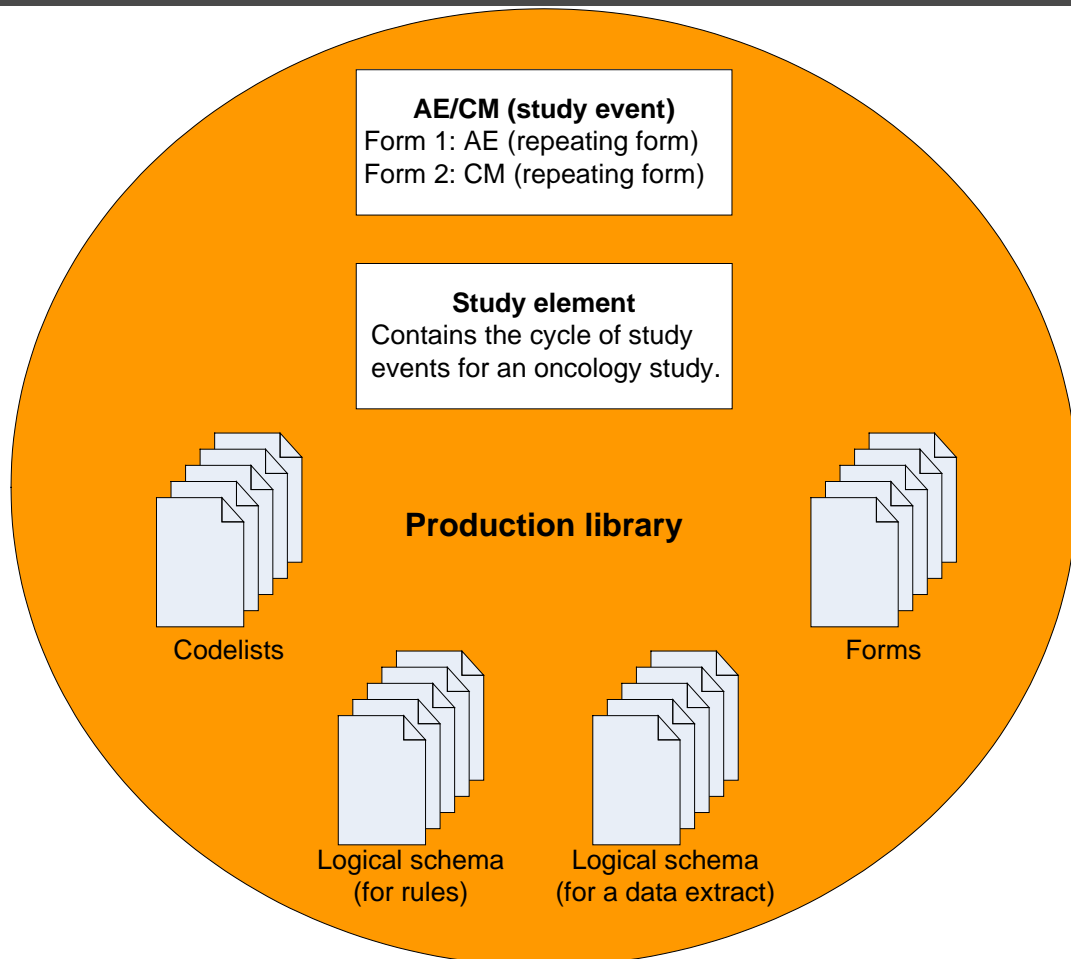 AE/CM (study event)
Form 1: AE (repeating form)
Form 2: CM (repeating form)
Study element
Contains the cycle of study
events for an oncology study.
Production library
Codelists
Forms
Logical schema
(for rules)
Logical schema
(for a data extract)